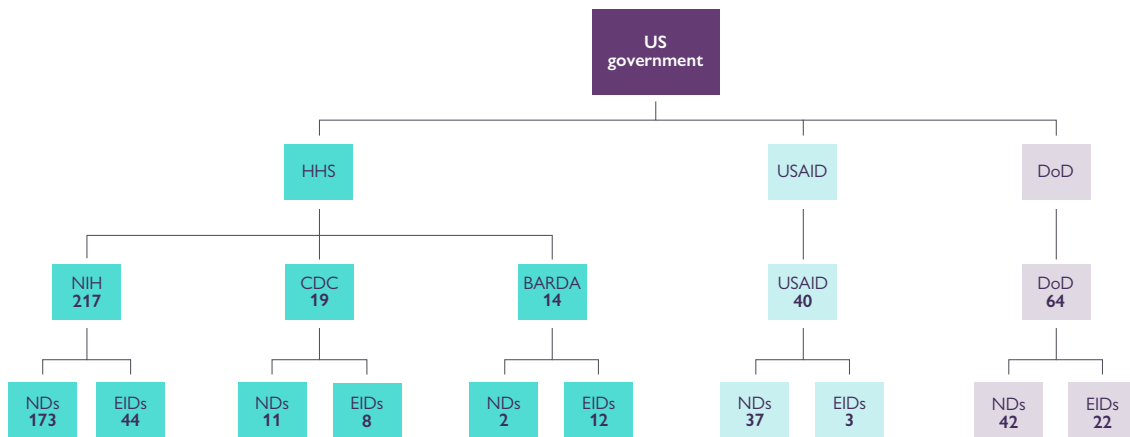 US
government
HHS
USAID
DoD
NIH
217
CDC
19
BARDA
14
USAID
40
DoD
64
NDs
173
EIDs
44
NDs
11
EIDs
8
NDs
2
EIDs
12
NDs
37
EIDs
3
NDs
42
EIDs
22